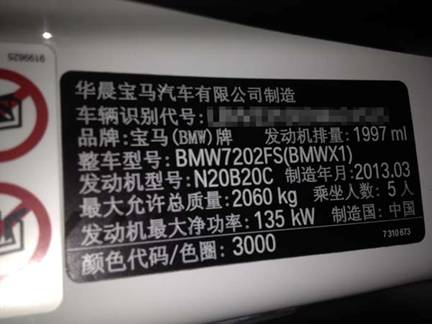 9199625
华晨宝马汽车有限公司制造
车辆识别代号:
品牌:宝马(BMW)牌 发动机排量: 1997 ml
整车型号: BMW7202FS(BMWX1)
发动机型号: N20B20C 制造年月: 2013.03
最大允许总质量: 2060 kg 乘坐人数: 5 人
发动机最大净功率: 135 kW 制造国: 中国
颜色代码/色圈: 3000
7 310 673